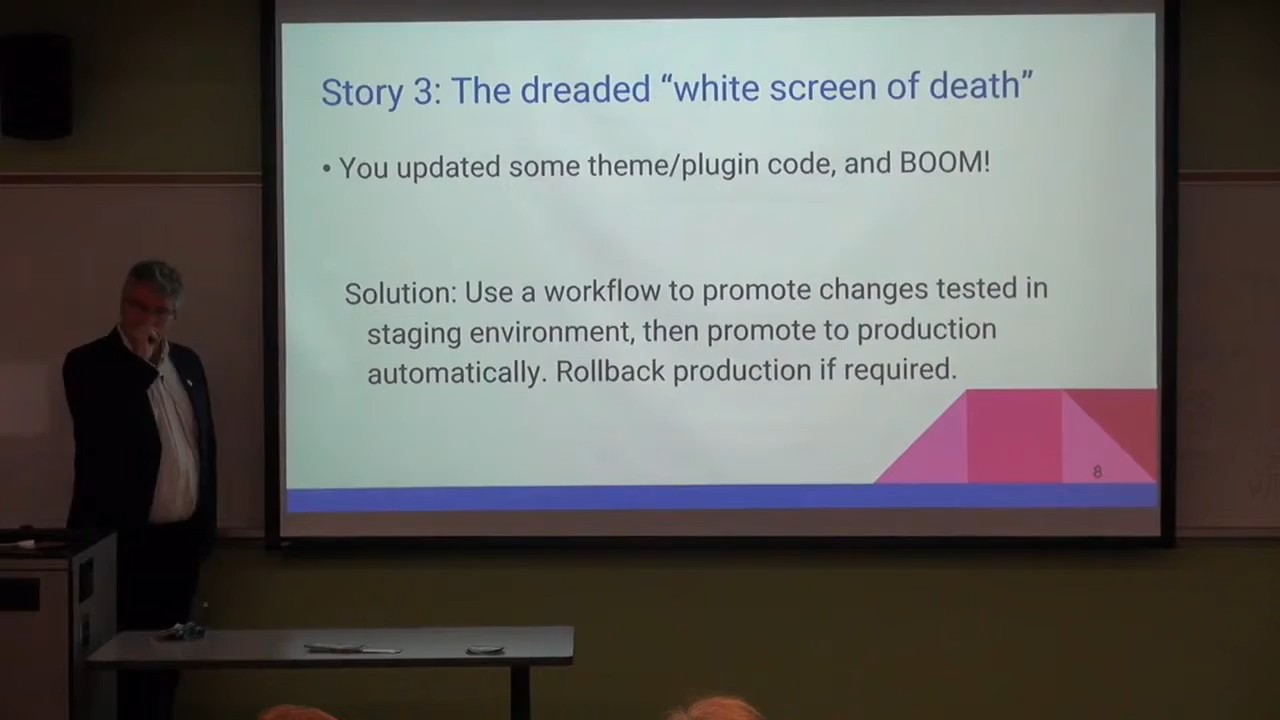 Story 3: The dreaded “white screen of death”
• You updated some theme/plugin code, and BOOM!
Solution: Use a workflow to promote changes tested in
staging environment, then promote to production
automatically. Rollback production if required.
8